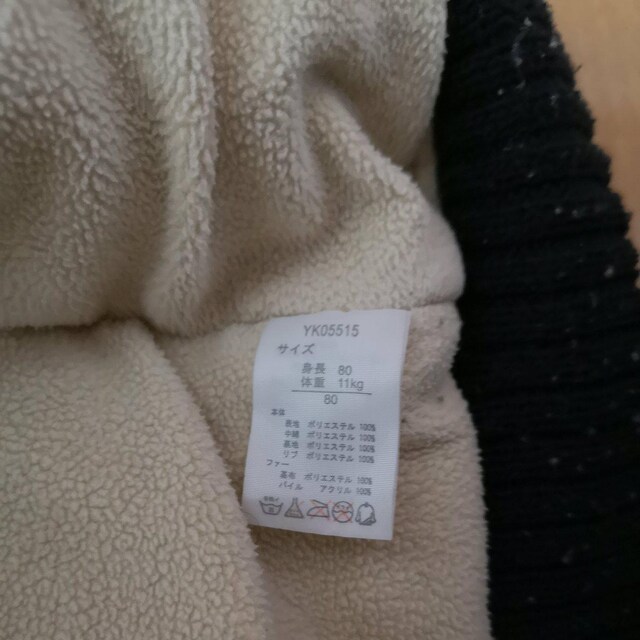 YK05515
サイズ
身長 80
体重 11kg
80
本体
表地 ポリエステル 100%
中綿 ポリエステル 100%
裏地 ポリエステル 100%
リブ ポリエステル 100%
ファー
基布 ポリエステル 100%
パイル アクリル 100%